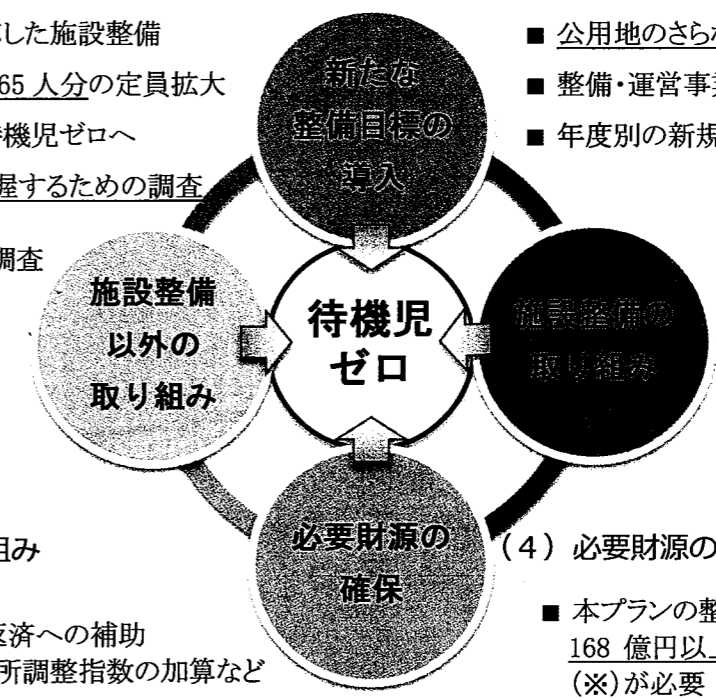 した施設整備
65 人分の定員拡大
機児ゼロへ
握するための調査
調査
■ 公用地のさら
■ 整備・運営事
■ 年度別の新規
新たな
整備目標の
導入
施設整備
以外の
取り組み
待機児
ゼロ
施設整備の
取り組み
必要財源の
確保
組み
返済への補助
所調整指数の加算など
(4) 必要財源の
■ 本プランの整
168 億円以上
(※)が必要